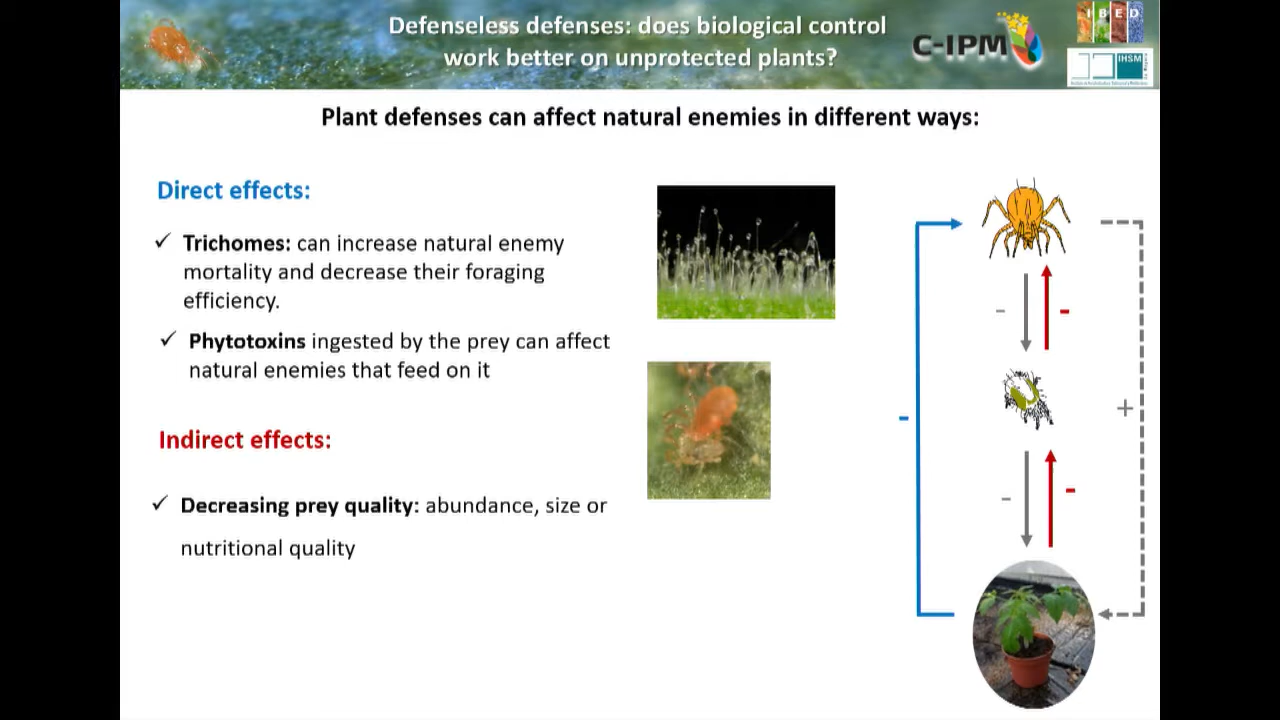 Defenseless defenses: does biological control
work better on unprotected plants?
C-IPM
I B E D
IHSM
Plant defenses can affect natural enemies in different ways:
Direct effects:
✓ Trichomes: can increase natural enemy
mortality and decrease their foraging
efficiency.
✓ Phytotoxins ingested by the prey can affect
natural enemies that feed on it
Indirect effects:
✓ Decreasing prey quality: abundance, size or
nutritional quality
- -
- +
- -